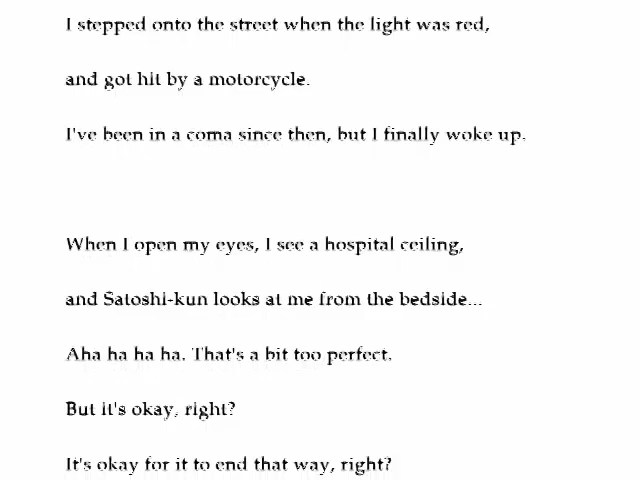 I stepped onto the street when the light was red,
and got hit by a motorcycle.
I've been in a coma since then, but I finally woke up.
When I open my eyes, I see a hospital ceiling,
and Satoshi-kun looks at me from the bedside...
Aha ha ha ha. That's a bit too perfect.
But it's okay, right?
It's okay for it to end that way, right?